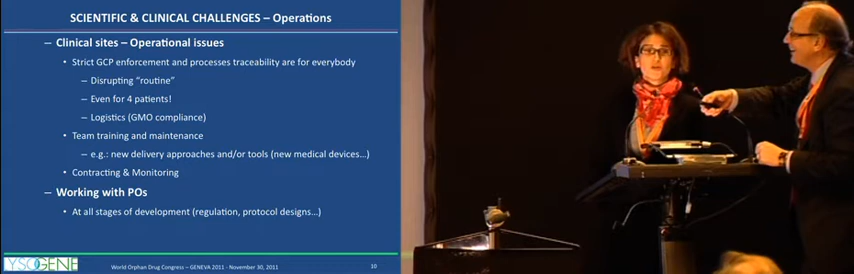 SCIENTIFIC & CLINICAL CHALLENGES – Operations
– Clinical sites – Operational issues
• Strict GCP enforcement and processes traceability are for everybody
– Disrupting “routine”
– Even for 4 patients!
– Logistics (GMO compliance)
• Team training and maintenance
– e.g.: new delivery approaches and/or tools (new medical devices…)
• Contracting & Monitoring
– Working with POs
• At all stages of development (regulation, protocol designs…)
LYSOGENE
World Orphan Drug Congress – GENEVA 2011 - November 30, 2011
10